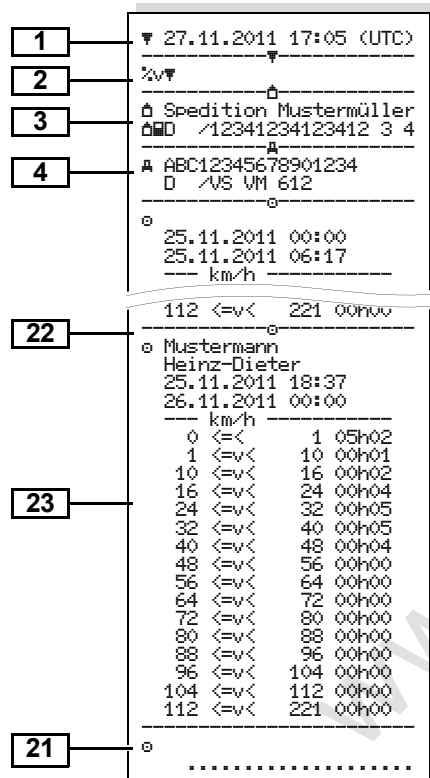 1 ▼ 27.11.2011 17:05 (UTC)
2 %v▼
3 Spedition Mustermüller
D /12341234123412 3 4
4 A ABC12345678901234
D /VS VM 612
25.11.2011 00:00
25.11.2011 06:17
--- km/h ---
112 <=v< 221 00h00
22
Mustermann
Heinz-Dieter
25.11.2011 18:37
26.11.2011 00:00
--- km/h ---
0 <=< 1 05h02
1 <=v< 10 00h01
10 <=v< 16 00h02
23 16 <=v< 24 00h04
24 <=v< 32 00h05
32 <=v< 40 00h05
40 <=v< 48 00h04
48 <=v< 56 00h00
56 <=v< 64 00h00
64 <=v< 72 00h00
72 <=v< 80 00h00
80 <=v< 88 00h00
88 <=v< 96 00h00
96 <=v< 104 00h00
104 <=v< 112 00h00
112 <=v< 221 00h00
21 ....................